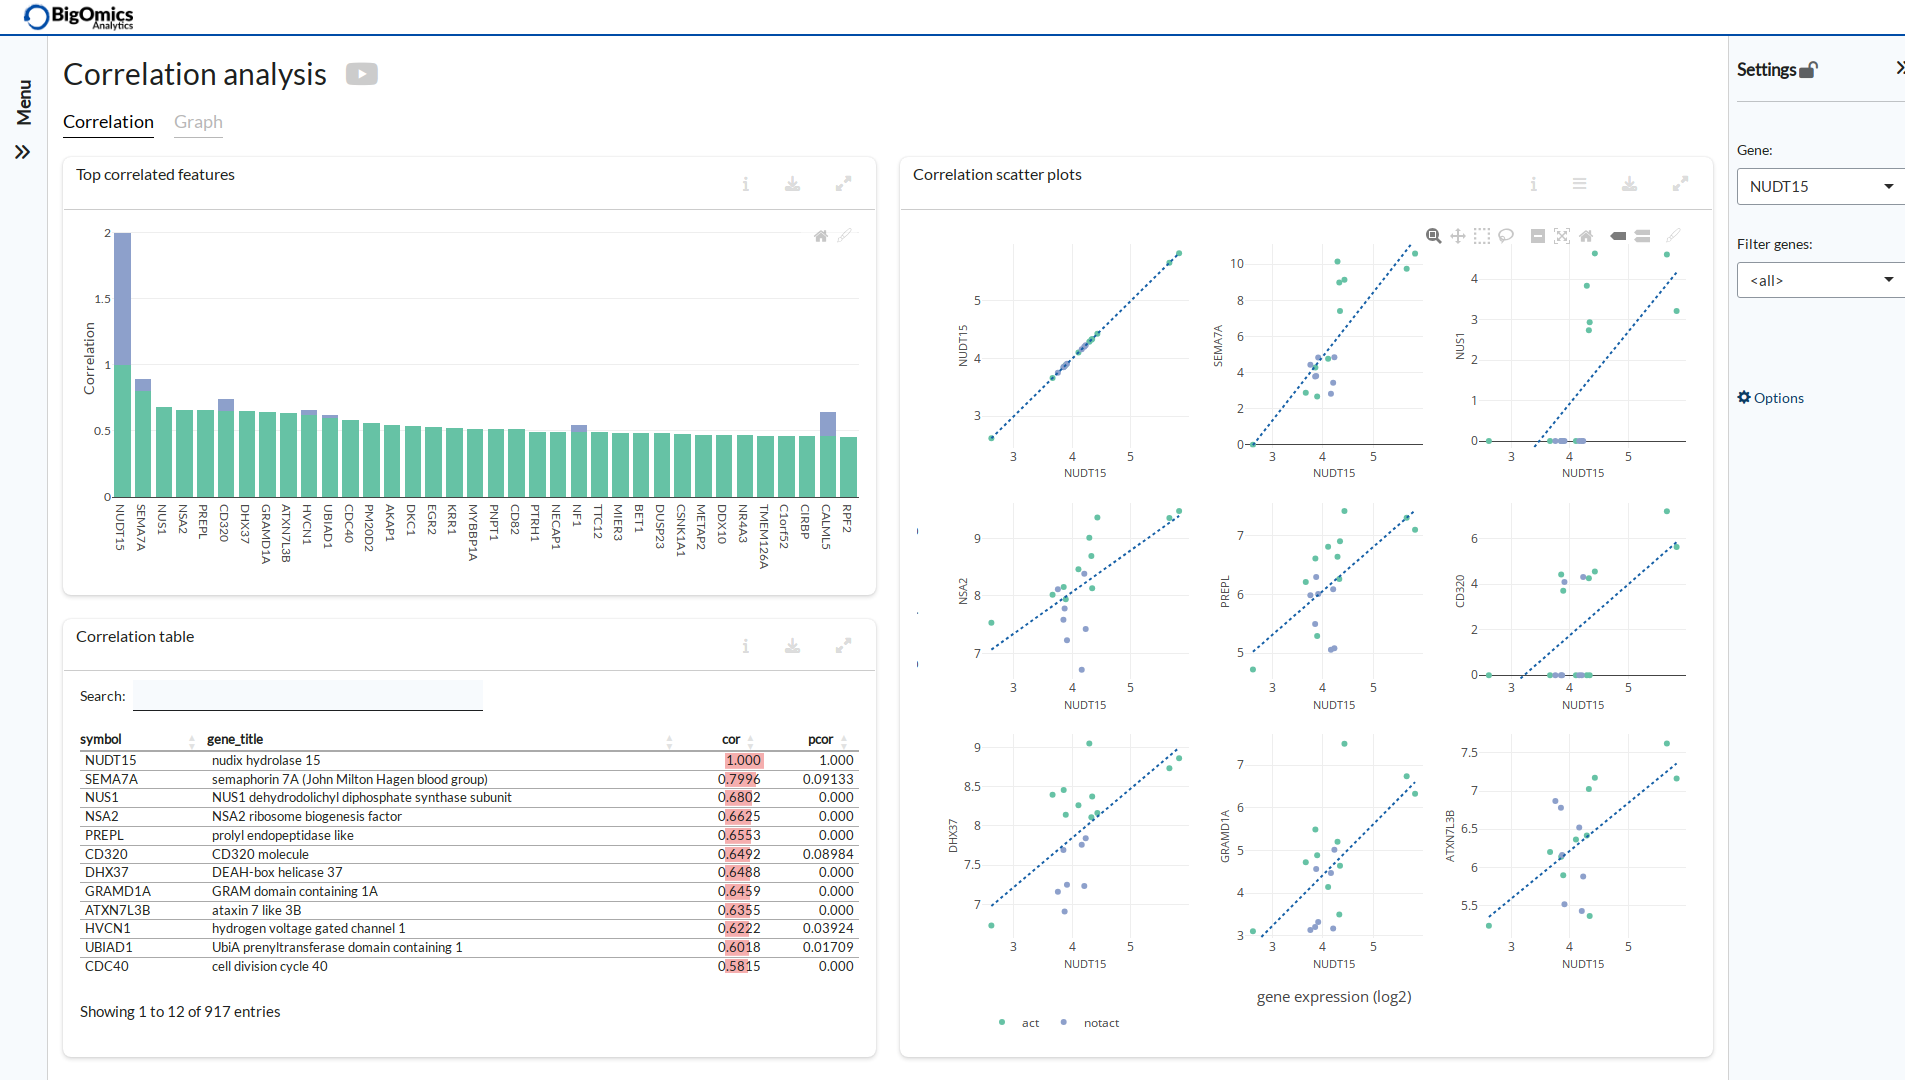 BigOmics
Analytics
Menu
Correlation analysis
Correlation Graph
Top correlated features
Correlation
2
1.5
1
0.5
0
NUDT15 SEMA7A NUS1 NSA2 PREPL CD320 DHX37 GRAMD1A ATXN7L3B HVCN1 UBIAD1 CDC40 PM20D2 AKAP1 DKC1 EGR2 KRR1 MYBBP1A PNPT1 CD82 PTRH1 NECAP1 NF1 TTC12 MIER3 BET1 DUSP23 CSNK1A1 METAP2 DDX10 NR4A3 TMEM126A C1orf52 CIRBP CALML5 RPF2
Correlation table
Search:
symbol gene_title cor pcor
NUDT15 nudix hydrolase 15 1.000 1.000
SEMA7A semaphorin 7A (John Milton Hagen blood group) 0.7996 0.09133
NUS1 NUS1 dehydrodolichyl diphosphate synthase subunit 0.6802 0.000
NSA2 NSA2 ribosome biogenesis factor 0.6625 0.000
PREPL prolyl endopeptidase like 0.6553 0.000
CD320 CD320 molecule 0.6492 0.08984
DHX37 DEAH-box helicase 37 0.6488 0.000
GRAMD1A GRAM domain containing 1A 0.6459 0.000
ATXN7L3B ataxin 7 like 3B 0.6355 0.000
HVCN1 hydrogen voltage gated channel 1 0.6222 0.03924
UBIAD1 UbiA prenyltransferase domain containing 1 0.6018 0.01709
CDC40 cell division cycle 40 0.5815 0.000
Showing 1 to 12 of 917 entries
Correlation scatter plots
NUDT15
5
4
3
3 4 5
NUDT15
SEMA7A
10
8
6
4
2
0
3 4 5
NUDT15
NUS1
4
3
2
1
0
3 4 5
NUDT15
NSA2
9
8
7
3 4 5
NUDT15
PREPL
7
6
5
3 4 5
NUDT15
CD320
6
4
2
0
3 4 5
NUDT15
DHX37
9
8.5
8
7.5
7
3 4 5
NUDT15
GRAMD1A
7
6
5
4
3
3 4 5
NUDT15
ATXN7L3B
7.5
7
6.5
6
5.5
3 4 5
NUDT15
gene expression (log2)
act notact
Settings
Gene:
NUDT15
Filter genes:
<all>
Options